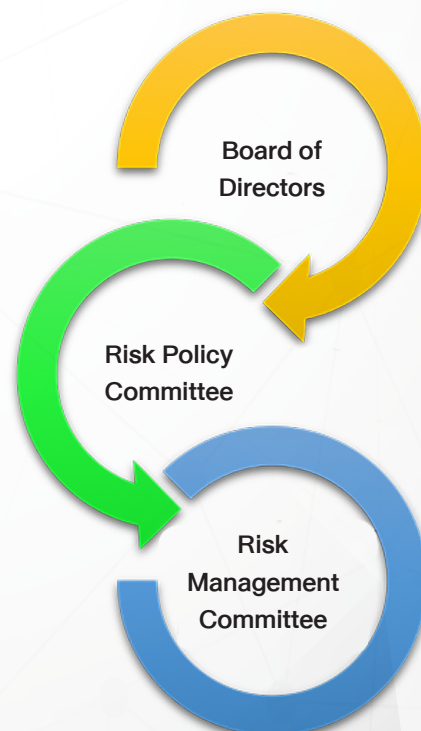 Board of
Directors
Risk Policy
Committee
Risk
Management
Committee